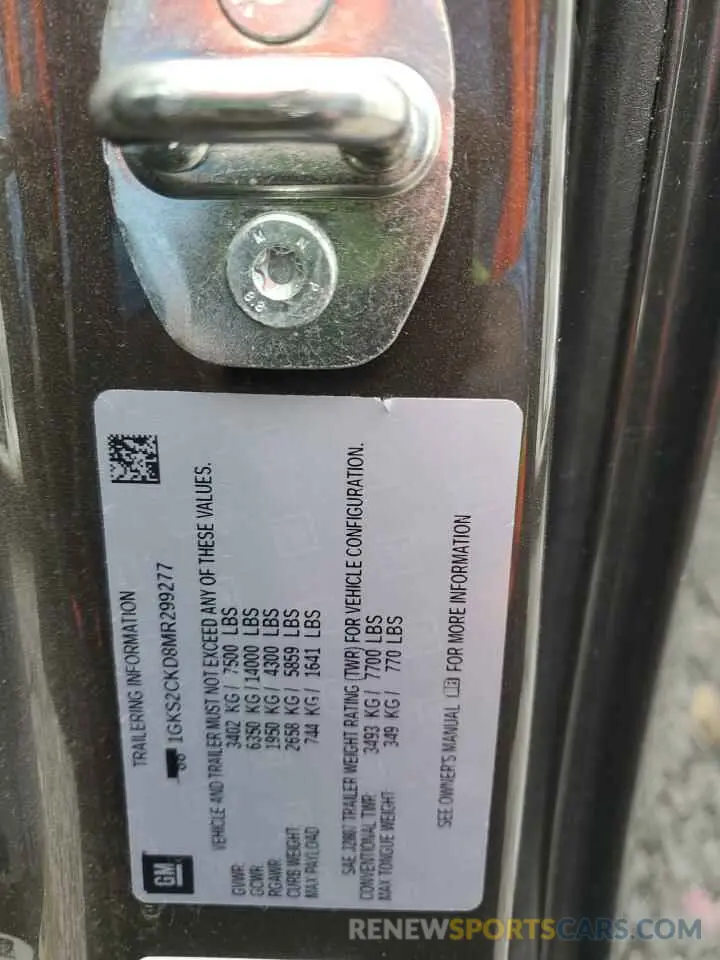 TRAILERING INFORMATION
1GKS2CKD8MR299277
VEHICLE AND TRAILER MUST NOT EXCEED ANY OF THESE VALUES.
GVWR: 3402 KG / 7500 LBS
GCWR: 6350 KG / 14000 LBS
RGAWR: 1950 KG / 4300 LBS
CURB WEIGHT: 2658 KG / 5859 LBS
MAX PAYLOAD 744 KG / 1641 LBS
SAE J2807 TRAILER WEIGHT RATING (TWR) FOR VEHICLE CONFIGURATION.
CONVENTIONAL TWR: 3493 KG / 7700 LBS
MAX TONGUE WEIGHT: 349 KG / 770 LBS
SEE OWNER'S MANUAL FOR MORE INFORMATION
GM
8.8
RENEWSPORTSCARS.COM